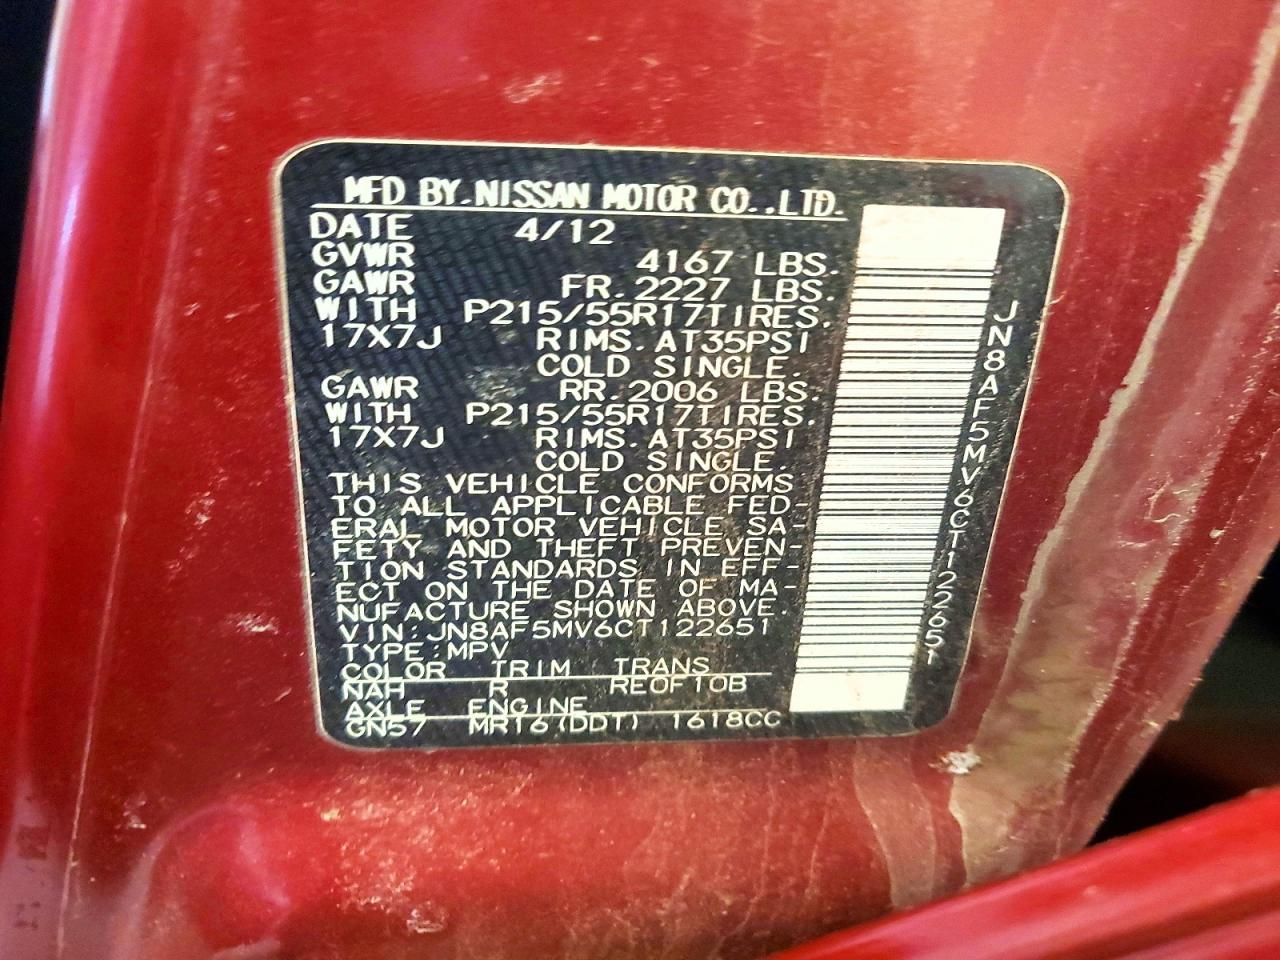 MFD BY.NISSAN MOTOR CO.,LTD.
DATE 4/12
GVWR 4167 LBS.
GAWR FR.2227 LBS.
WITH P215/55R17TIRES.
17X7J RIMS.AT35PSI
COLD SINGLE.
GAWR RR.2006 LBS.
WITH P215/55R17TIRES.
17X7J RIMS.AT35PSI
COLD SINGLE.
THIS VEHICLE CONFORMS
TO ALL APPLICABLE FED-
ERAL MOTOR VEHICLE SA-
FETY AND THEFT PREVEN-
TION STANDARDS IN EFF-
ECT ON THE DATE OF MA-
NUFACTURE SHOWN ABOVE.
VIN:JN8AF5MV6CT122651
TYPE:MPV
COLOR TRIM TRANS
NAH R RE0F10B
AXLE ENGINE
GN57 MR16(DDT) 1618CC
JN8AF5MV6CT122651